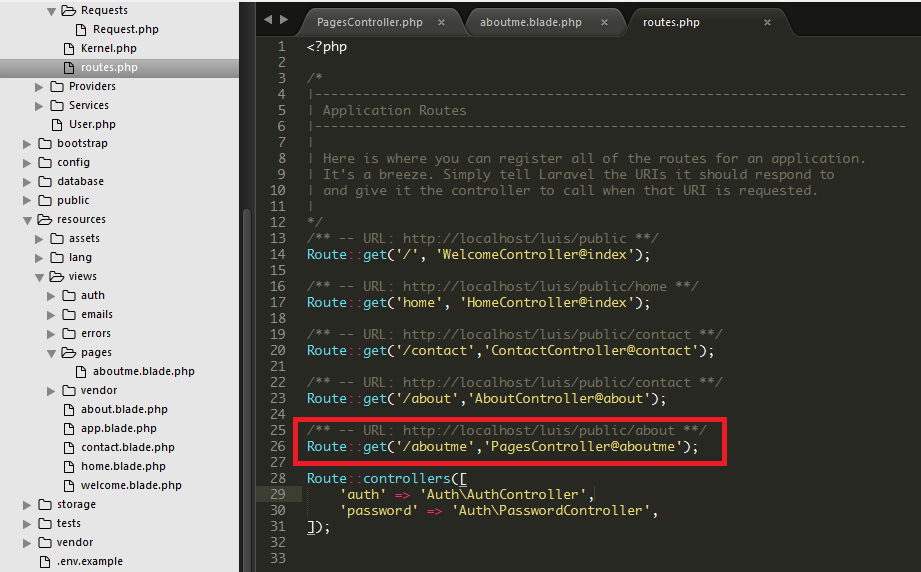 Requests
Request.php
Kernel.php
routes.php
Providers
Services
User.php
bootstrap
config
database
public
resources
assets
lang
views
auth
emails
errors
pages
aboutme.blade.php
vendor
about.blade.php
app.blade.php
contact.blade.php
home.blade.php
welcome.blade.php
storage
tests
vendor
.env.example
PagesController.php × aboutme.blade.php × routes.php ×
1 <?php
2
3 /*
4 |--------------------------------------------------------------------------
5 | Application Routes
6 |--------------------------------------------------------------------------
7 |
8 | Here is where you can register all of the routes for an application.
9 | It's a breeze. Simply tell Laravel the URIs it should respond to
10 | and give it the controller to call when that URI is requested.
11 |
12 */
13 /** -- URL: http://localhost/luis/public **/
14 Route::get('/', 'WelcomeController@index');
15
16 /** -- URL: http://localhost/luis/public/home **/
17 Route::get('home', 'HomeController@index');
18
19 /** -- URL: http://localhost/luis/public/contact **/
20 Route::get('/contact','ContactController@contact');
21
22 /** -- URL: http://localhost/luis/public/contact **/
23 Route::get('/about','AboutController@about');
24
25 /** -- URL: http://localhost/luis/public/about **/
26 Route::get('/aboutme','PagesController@aboutme');
27
28 Route::controllers([
29 'auth' => 'Auth\AuthController',
30 'password' => 'Auth\PasswordController',
31 ]);
32
33